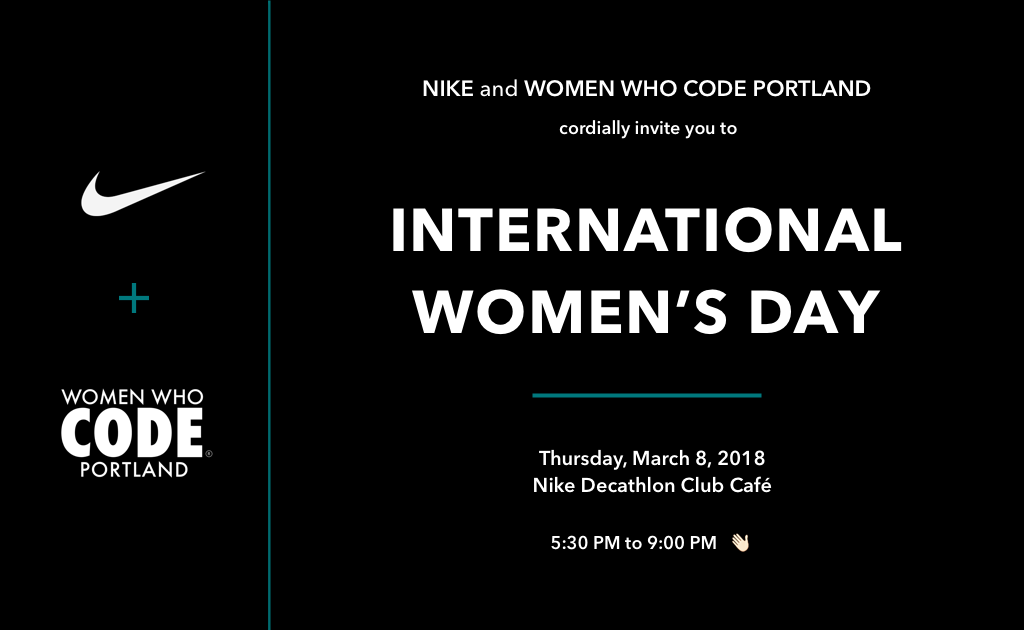 WOMEN WHO
CODE®
PORTLAND
NIKE and WOMEN WHO CODE PORTLAND
cordially invite you to
INTERNATIONAL
WOMEN’S DAY
Thursday, March 8, 2018
Nike Decathlon Club Café
5:30 PM to 9:00 PM 👋🏻